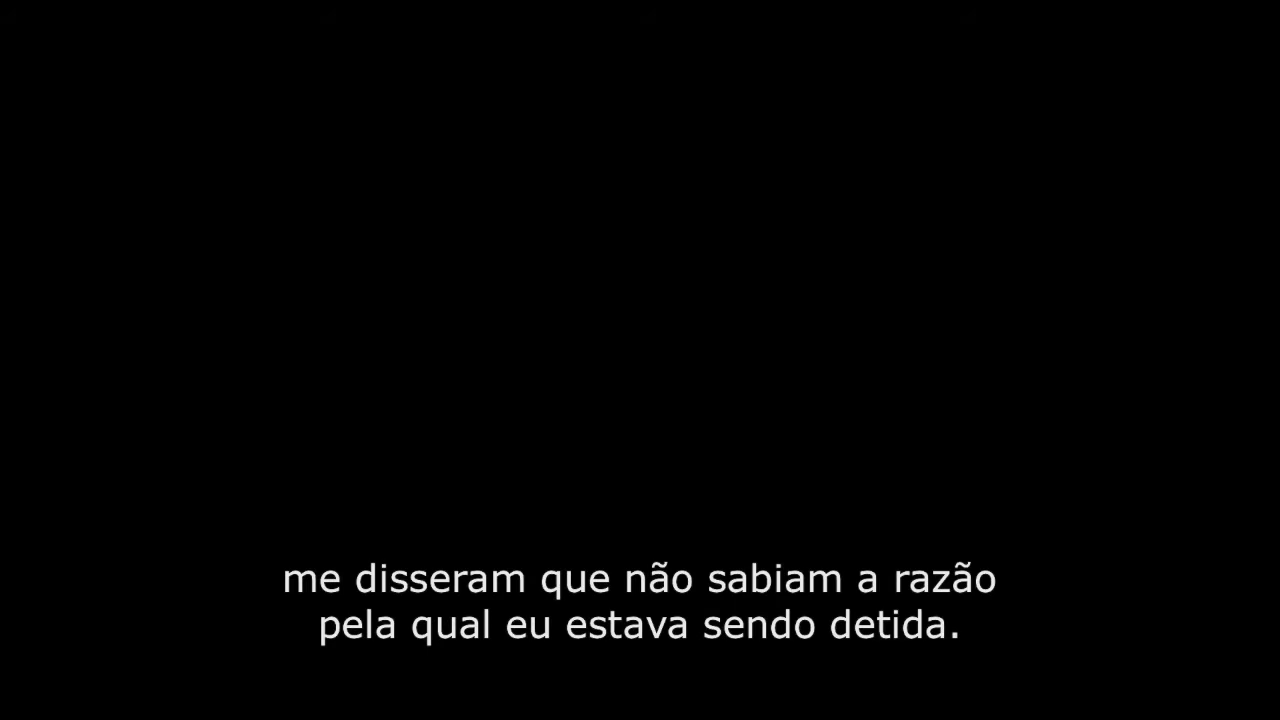 me disseram que não sabiam a razão
pela qual eu estava sendo detida.